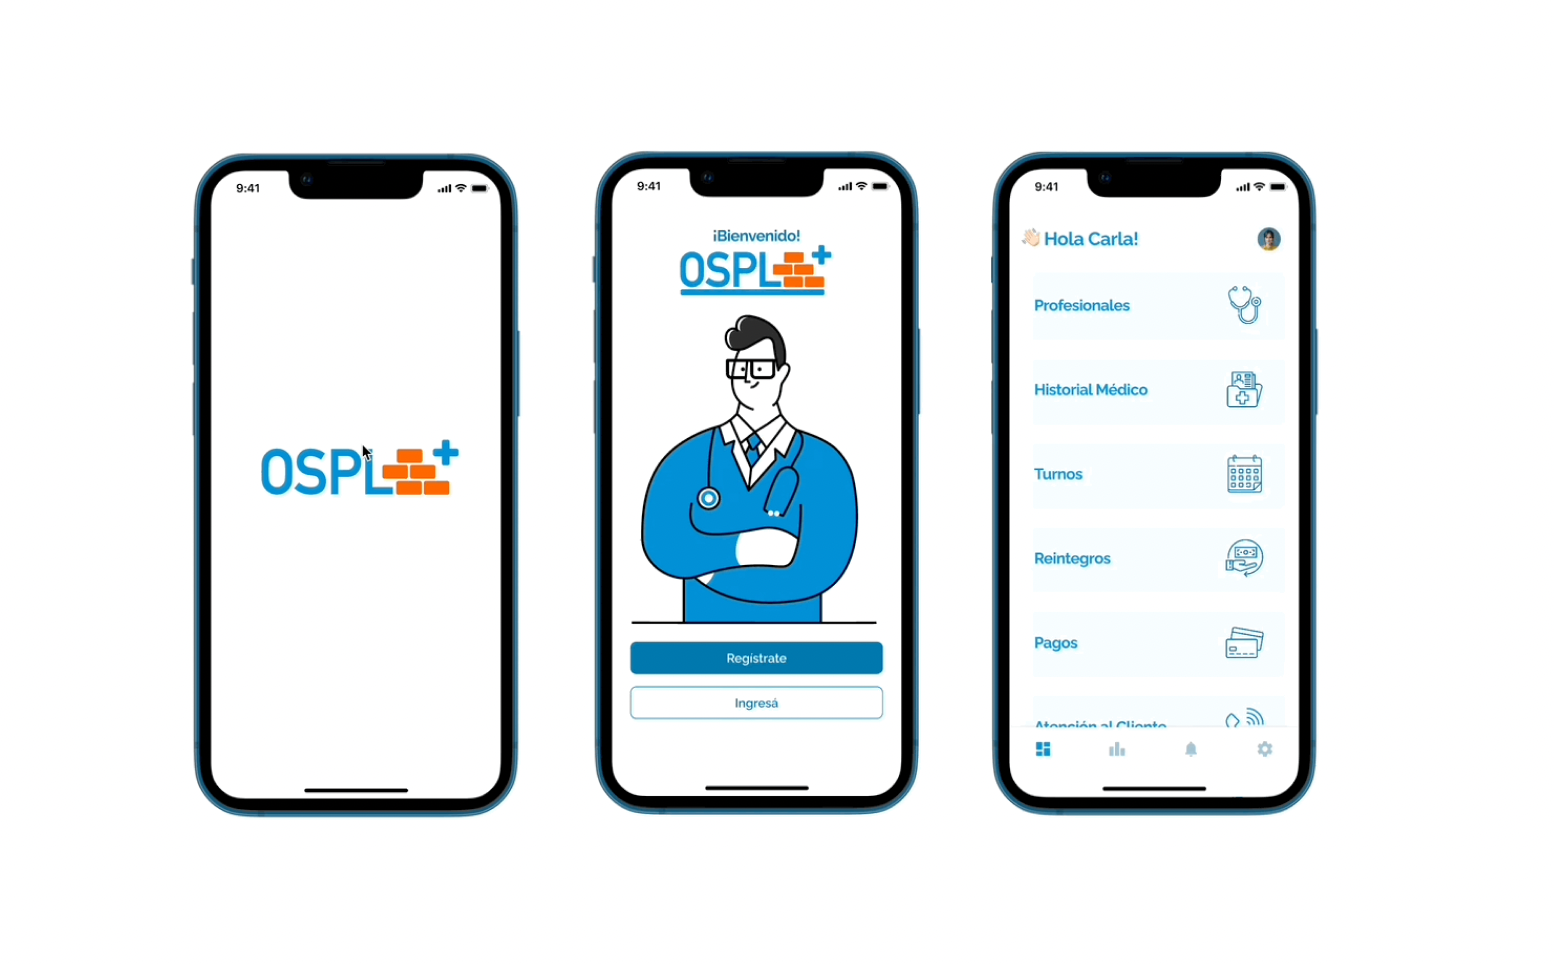 9:41
OSPL+
9:41
¡Bienvenido!
OSPL+
Regístrate
Ingresá
9:41
Hola Carla!
Profesionales
Historial Médico
Turnos
Reintegros
Pagos
Atención al Cliente